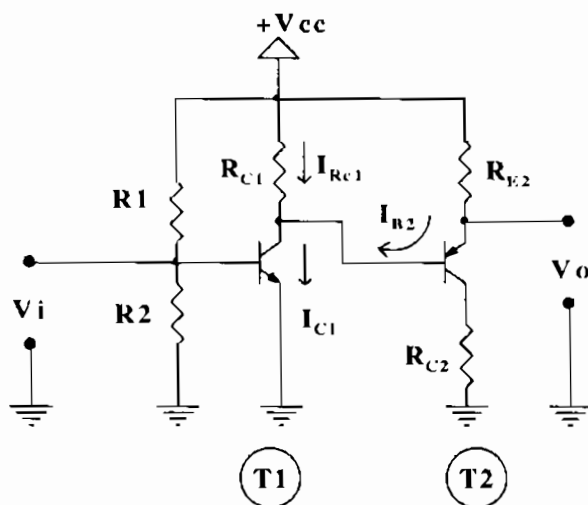 +Vcc
RC1
IRc1
R1
IB2
RE2
Vi
R2
IC1
Vo
RC2
T1
T2